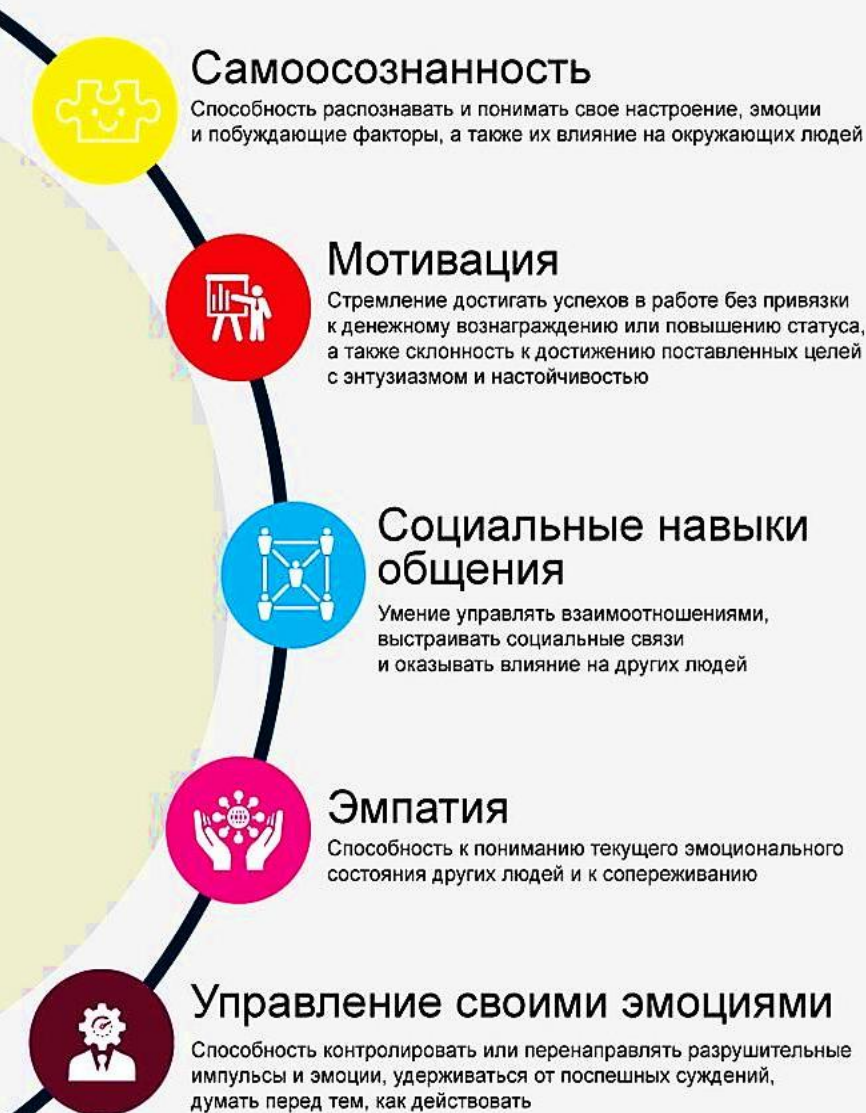 Самоосознанность
Способность распознавать и понимать свое настроение, эмоции
и побуждающие факторы, а также их влияние на окружающих людей
Мотивация
Стремление достигать успехов в работе без привязки
к денежному вознаграждению или повышению статуса,
а также склонность к достижению поставленных целей
с энтузиазмом и настойчивостью
Социальные навыки
общения
Умение управлять взаимоотношениями,
выстраивать социальные связи
и оказывать влияние на других людей
Эмпатия
Способность к пониманию текущего эмоционального
состояния других людей и к сопереживанию
Управление своими эмоциями
Способность контролировать или перенаправлять разрушительные
импульсы и эмоции, удерживаться от поспешных суждений,
думать перед тем, как действовать